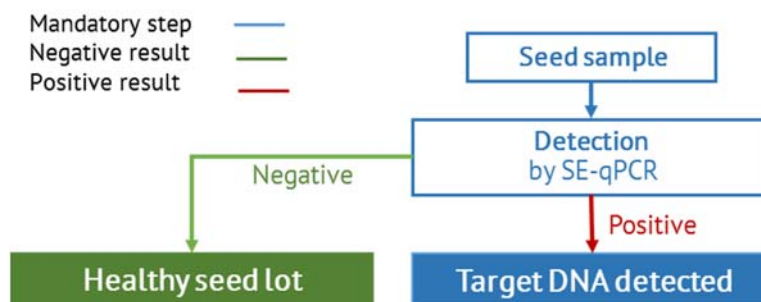 Mandatory step
Negative result
Positive result
Seed sample
Detection
by SE-qPCR
Negative
Positive
Healthy seed lot
Target DNA detected